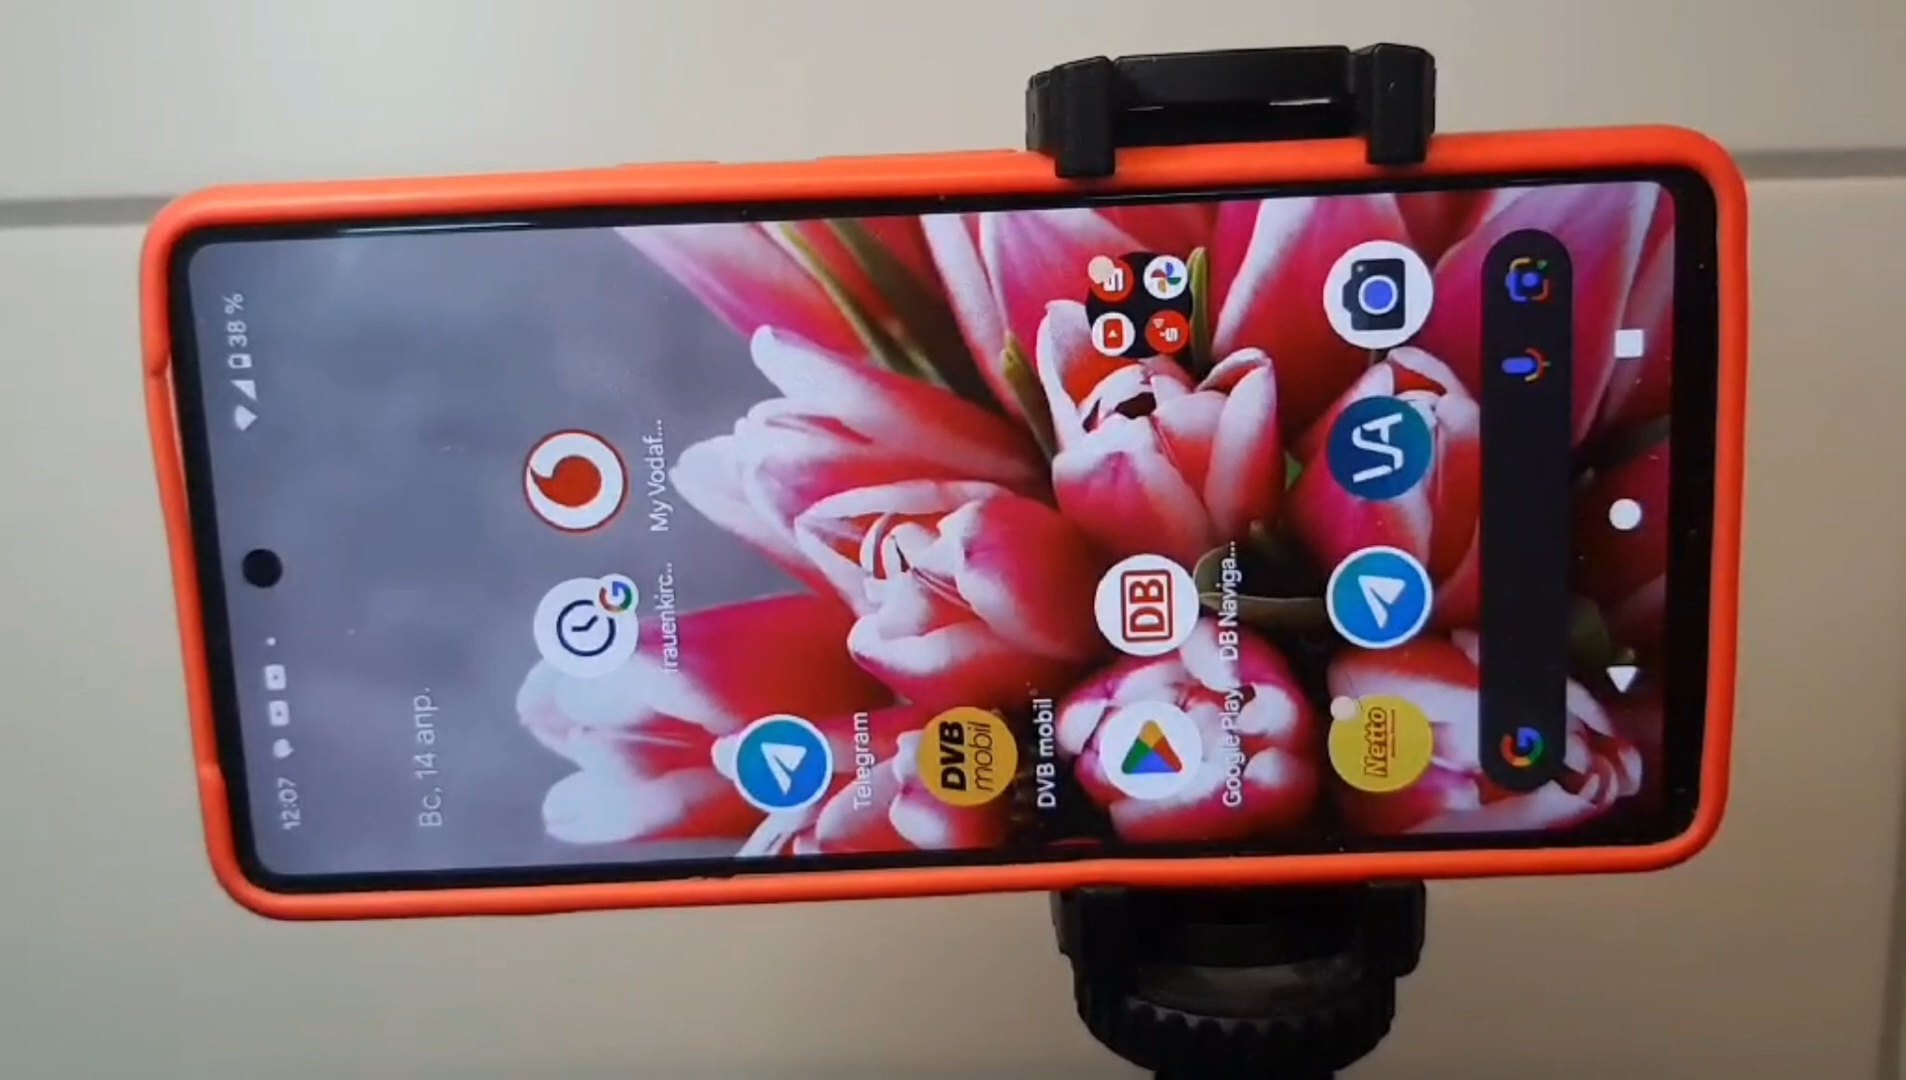 12:07
38 %
Вс, 14 апр.
frauenkirc...
My Vodaf...
Telegram
DVB
mobil
DVB mobil
DB
Google Play
DB Naviga...
Netto
G